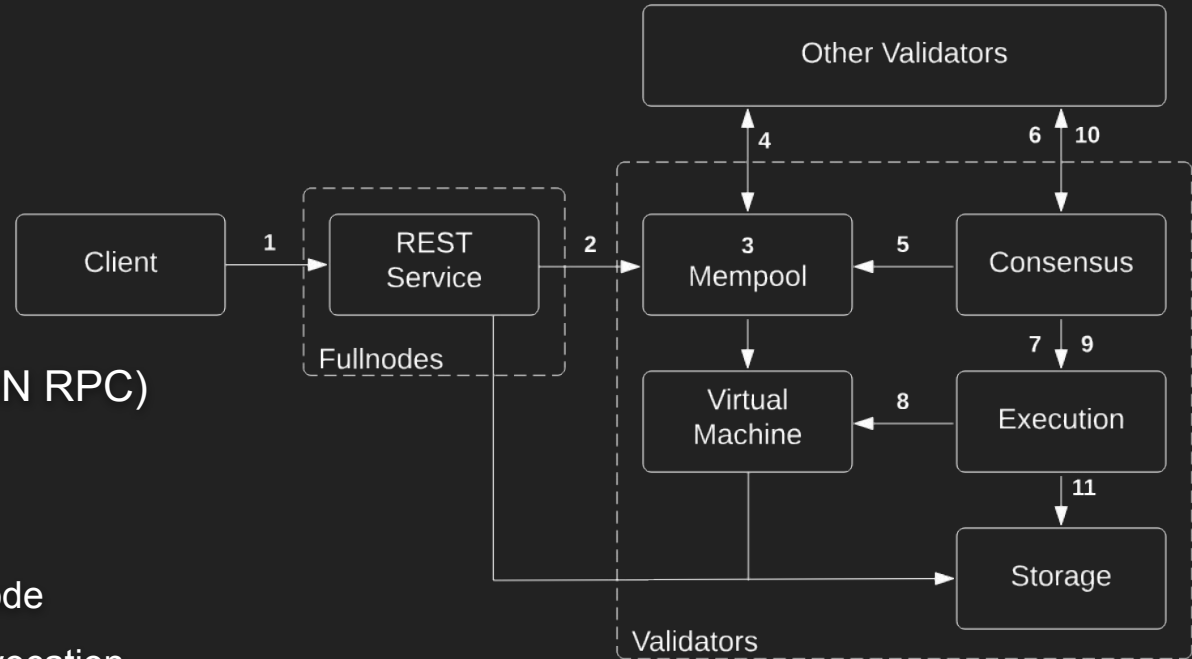 Other Validators
4
6
10
Client
1
REST
Service
Fullnodes
2
3
Mempool
5
Consensus
7
9
Virtual
Machine
8
Execution
11
Storage
Validators
N RPC)